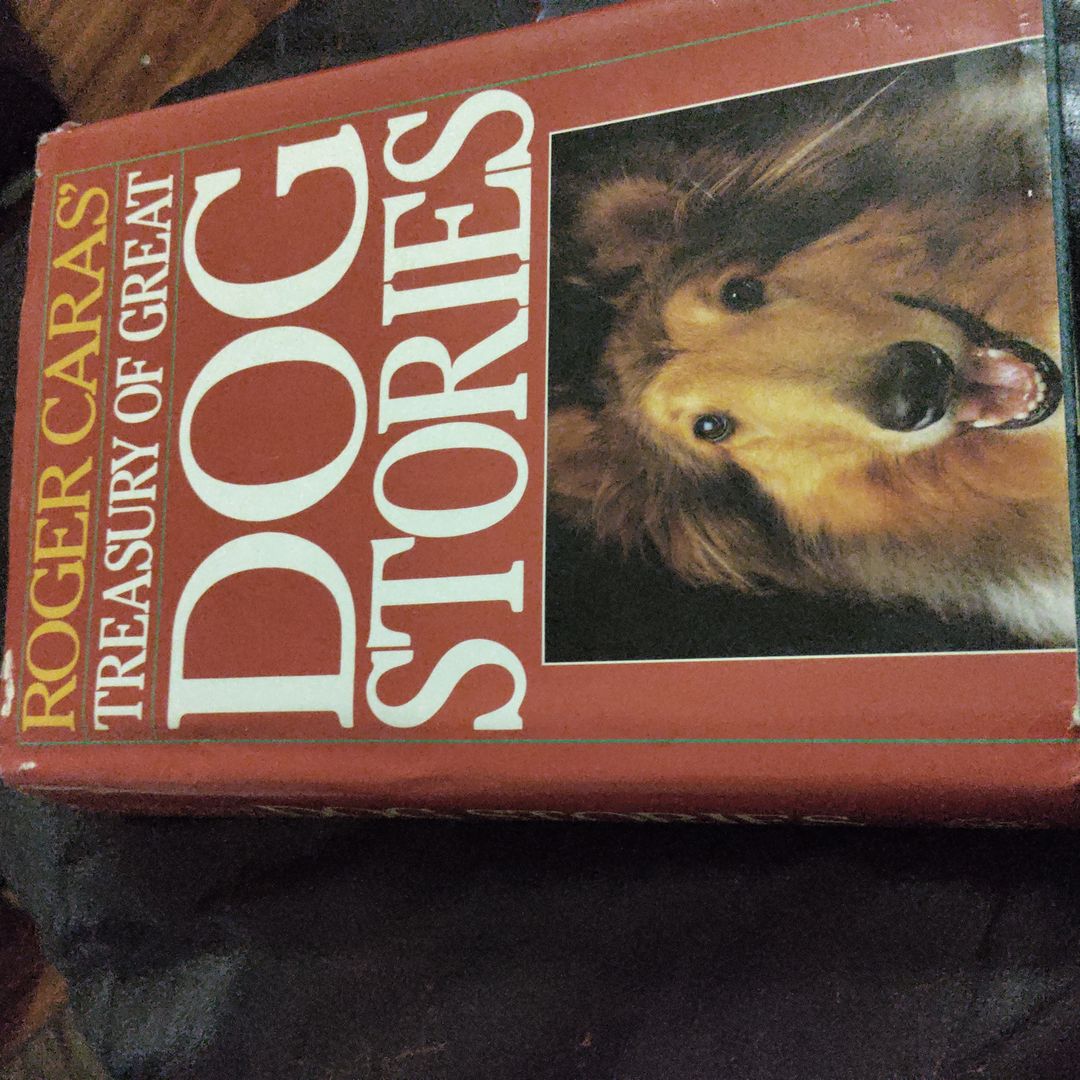 ROGER CARAS'
TREASURY OF GREAT
DOG
STORIES